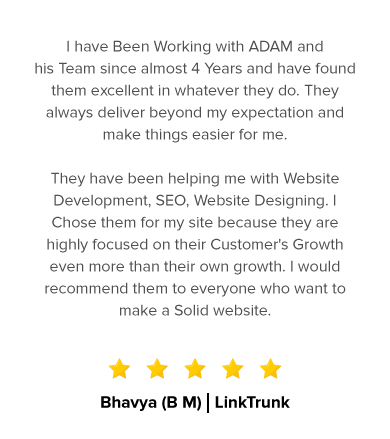 I have Been Working with ADAM and
his Team since almost 4 Years and have found
them excellent in whatever they do. They
always deliver beyond my expectation and
make things easier for me.
They have been helping me with Website
Development, SEO, Website Designing. I
Chose them for my site because they are
highly focused on their Customer's Growth
even more than their own growth. I would
recommend them to everyone who want to
make a Solid website.
Bhavya (B M) | LinkTrunk